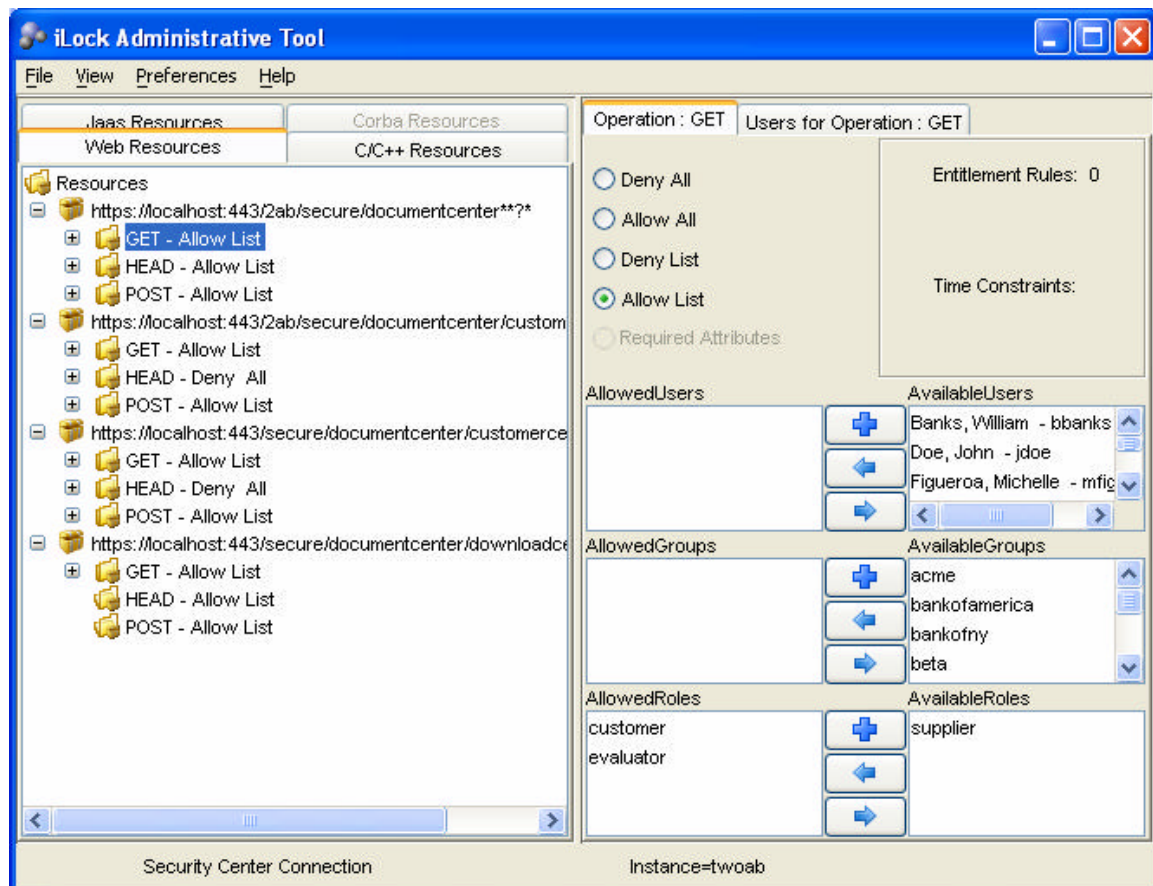 iLock Administrative Tool
File View Preferences Help
Jaas Resources Corba Resources
Web Resources C/C++ Resources
Resources
https://localhost:443/2ab/secure/documentcenter**?*
GET - Allow List
HEAD - Allow List
POST - Allow List
https://localhost:443/2ab/secure/documentcenter/custom
GET - Allow List
HEAD - Deny All
POST - Allow List
https://localhost:443/secure/documentcenter/customerce
GET - Allow List
HEAD - Deny All
POST - Allow List
https://localhost:443/secure/documentcenter/downloadce
GET - Allow List
HEAD - Allow List
POST - Allow List
Operation : GET Users for Operation : GET
Deny All
Allow All
Deny List
Allow List
Required Attributes
Entitlement Rules: 0
Time Constraints:
AllowedUsers
AvailableUsers
Banks, William - bbanks
Doe, John - jdoe
Figueroa, Michelle - mfig
AllowedGroups
AvailableGroups
acme
bankofamerica
bankofny
beta
AllowedRoles
customer
evaluator
AvailableRoles
supplier
Security Center Connection Instance=twoab